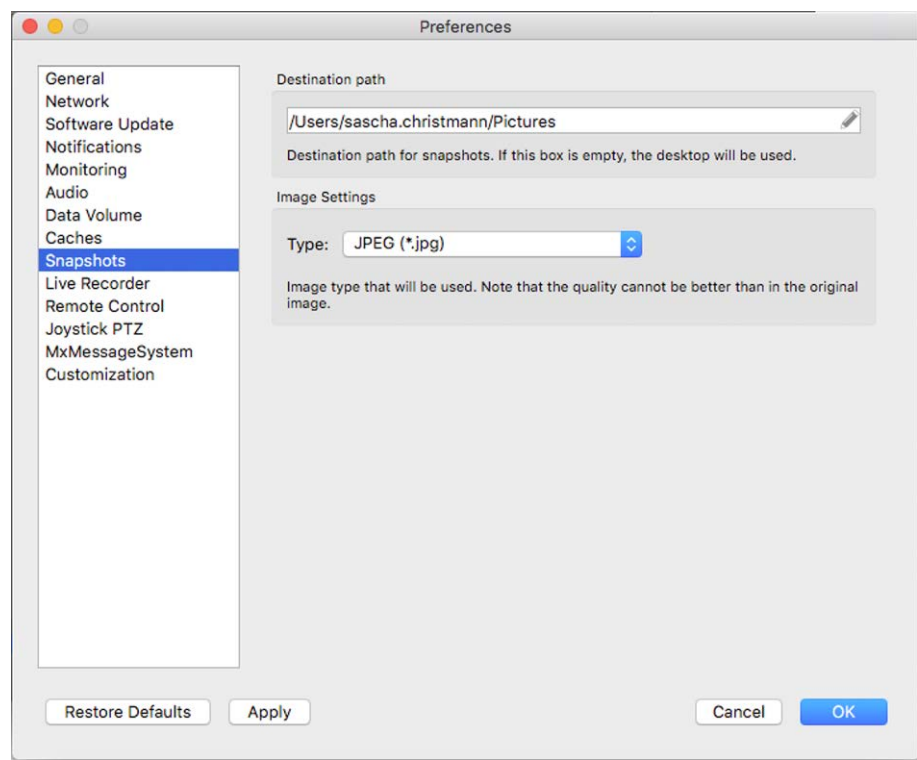 Preferences
General
Network
Software Update
Notifications
Monitoring
Audio
Data Volume
Caches
Snapshots
Live Recorder
Remote Control
Joystick PTZ
MxMessageSystem
Customization
Destination path
/Users/sascha.christmann/Pictures
Destination path for snapshots. If this box is empty, the desktop will be used.
Image Settings
Type: JPEG (*.jpg)
Image type that will be used. Note that the quality cannot be better than in the original
image.
Restore Defaults Apply Cancel OK